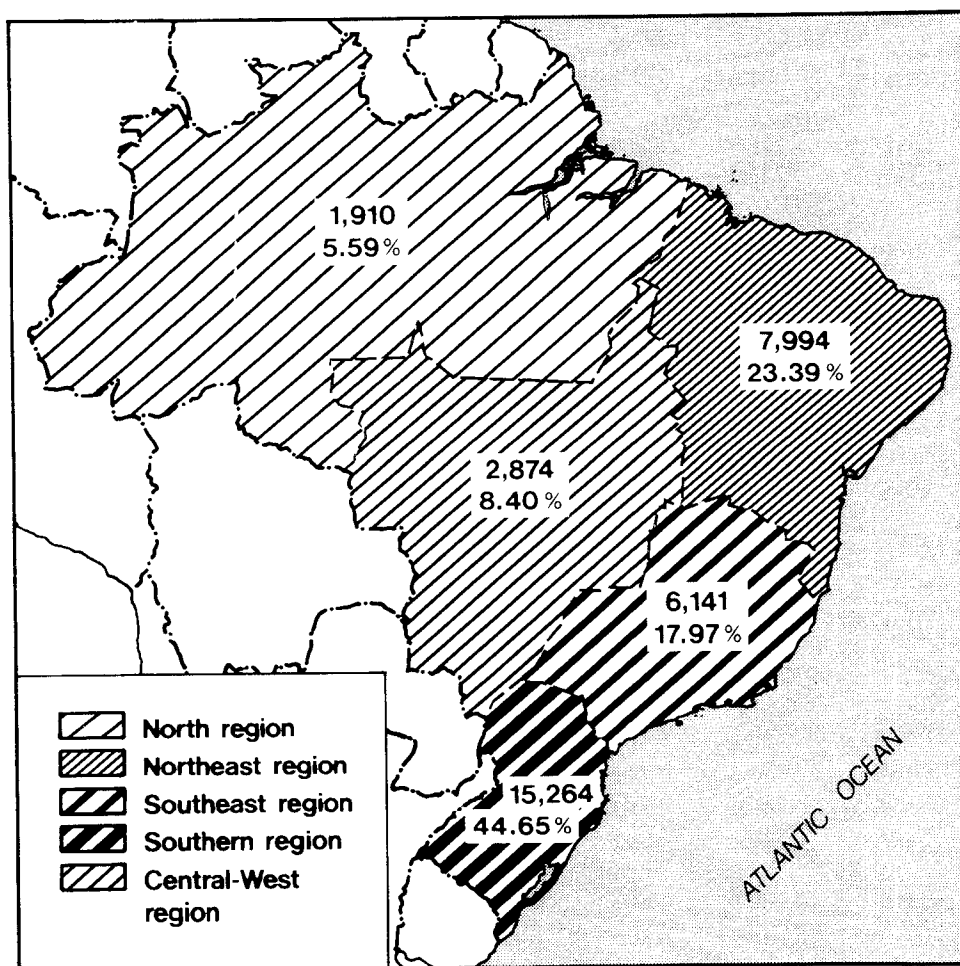 1,910
5.59%
7,994
23.39%
2,874
8.40%
6,141
17.97%
15,264
44.65%
ATLANTIC OCEAN
North region
Northeast region
Southeast region
Southern region
Central-West
region